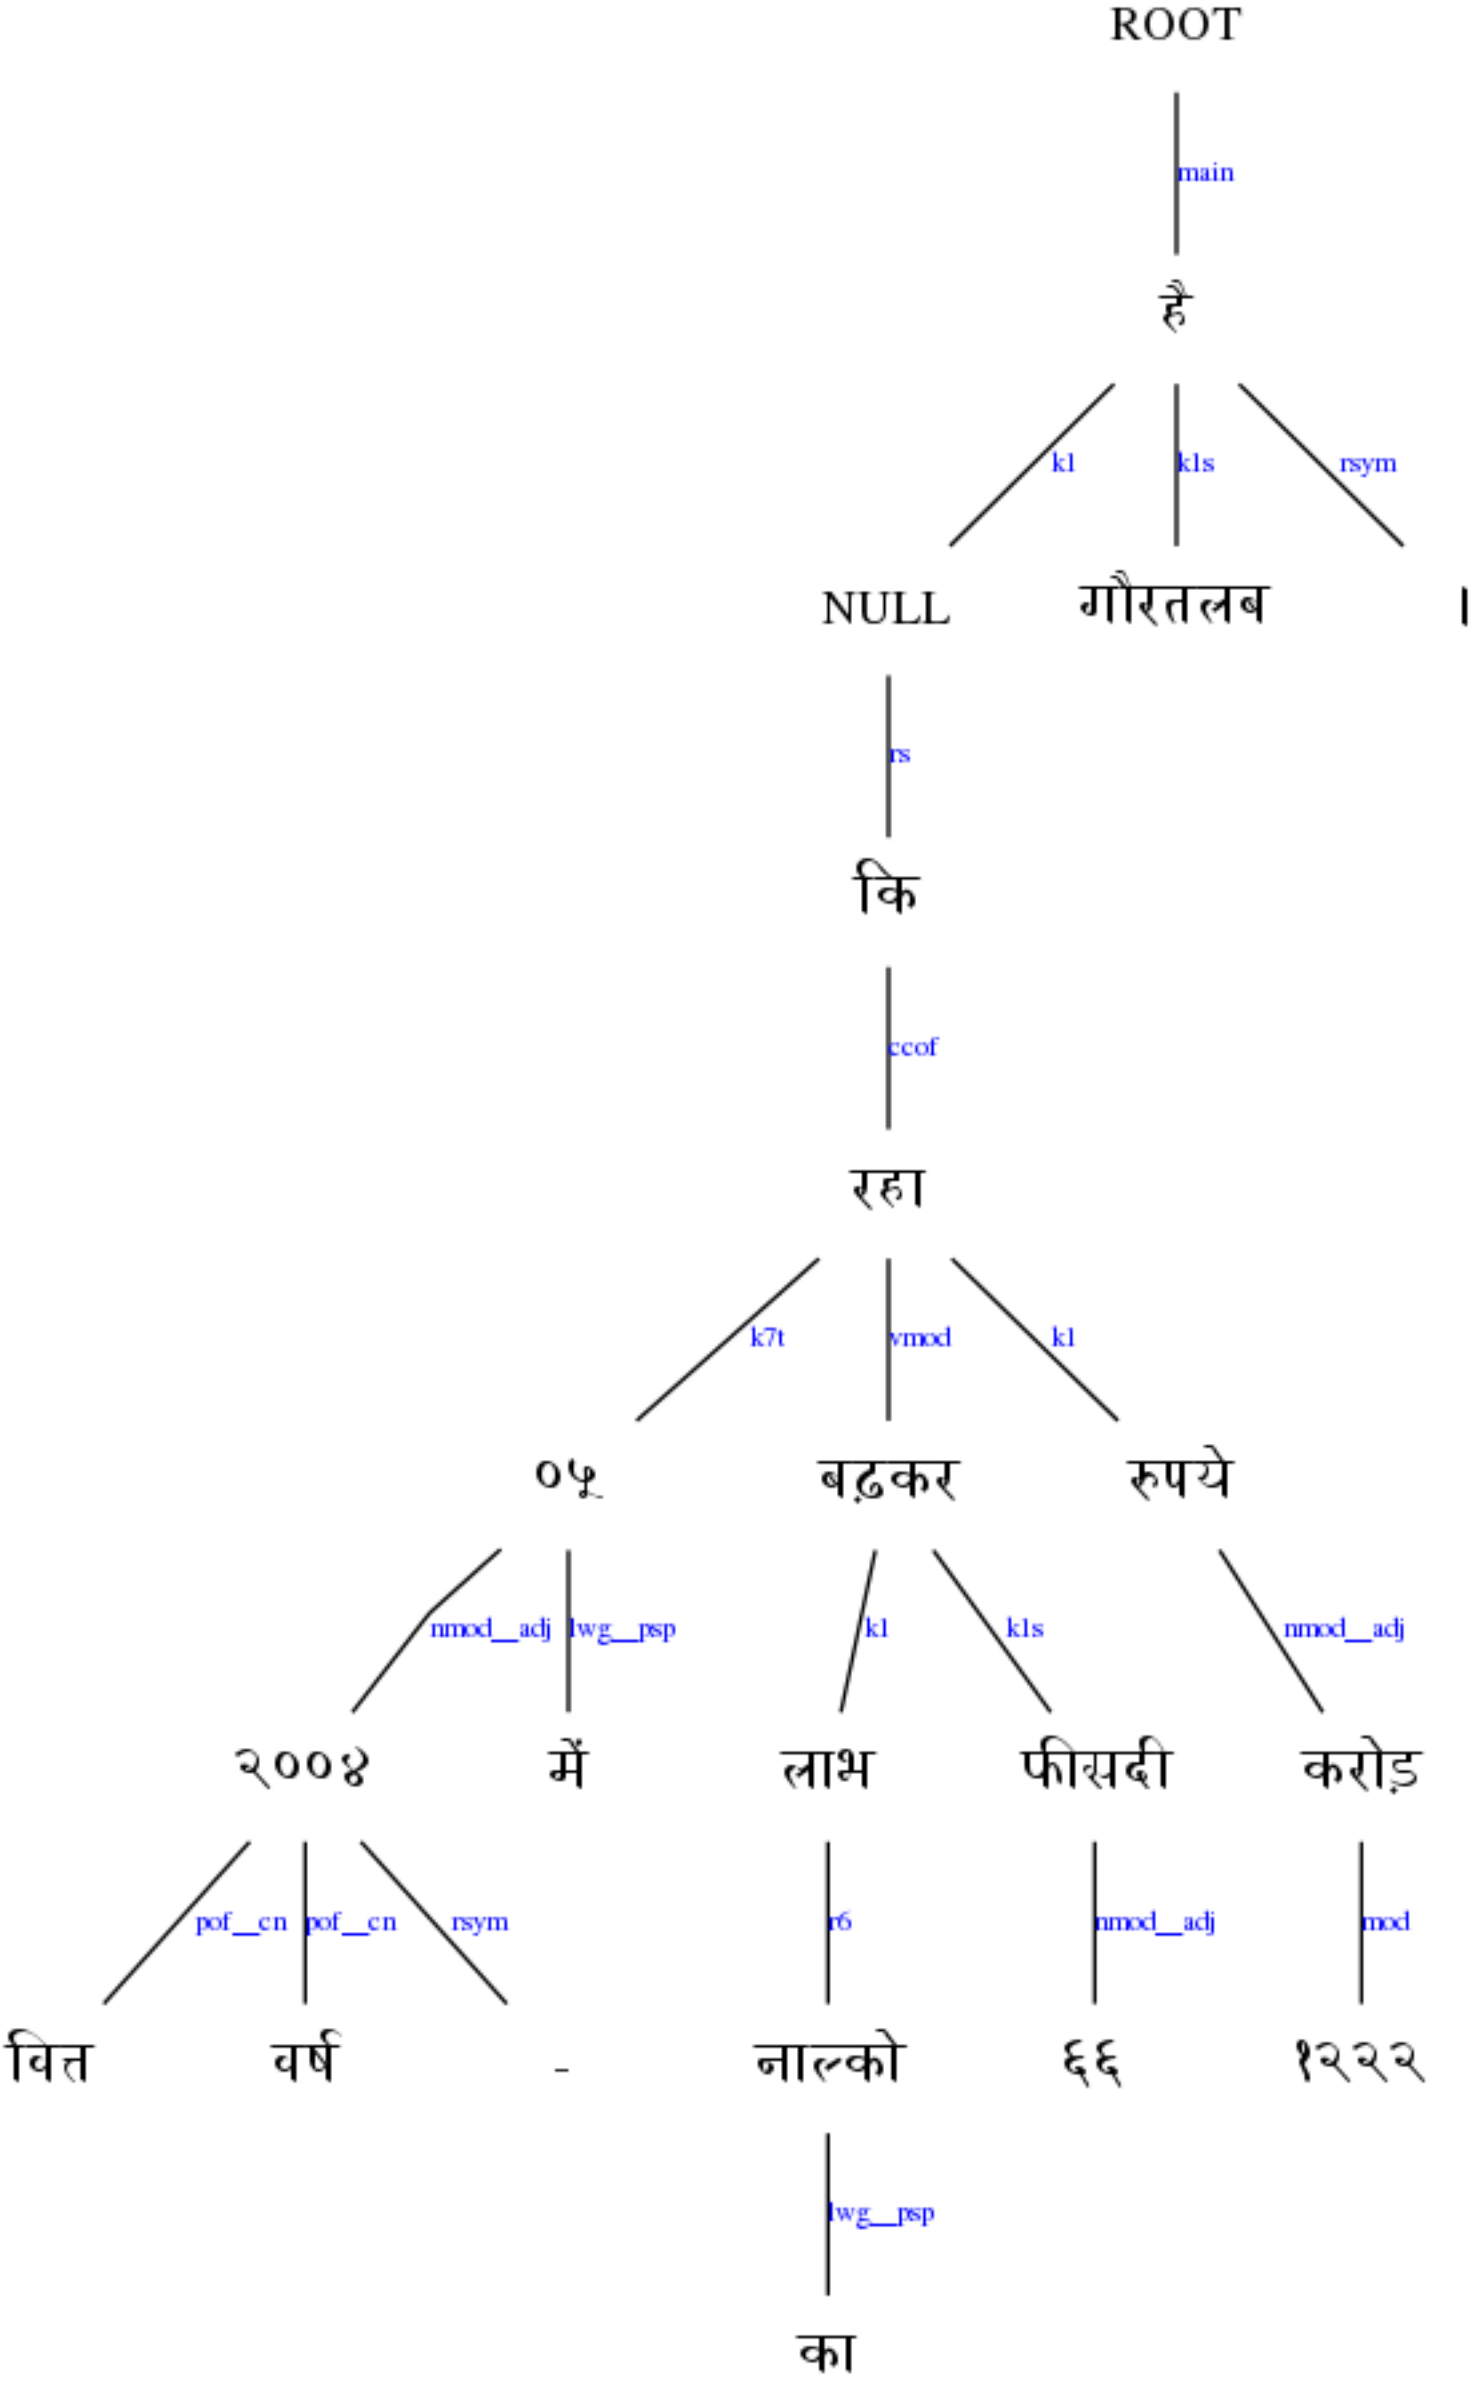 ROOT
main
है
k1 k1s rsym
NULL गौरतलब ।
rs
कि
ccof
रहा
k7t vmod k1
०५ बढ़कर रुपये
nmod__adj lwg__psp k1 k1s nmod__adj
२००४ में लाभ फीसदी करोड़
pof__cn pof__cn rsym r6 nmod__adj mod
वित्त वर्ष - नाल्को ६६ १२२२
lwg__psp
का